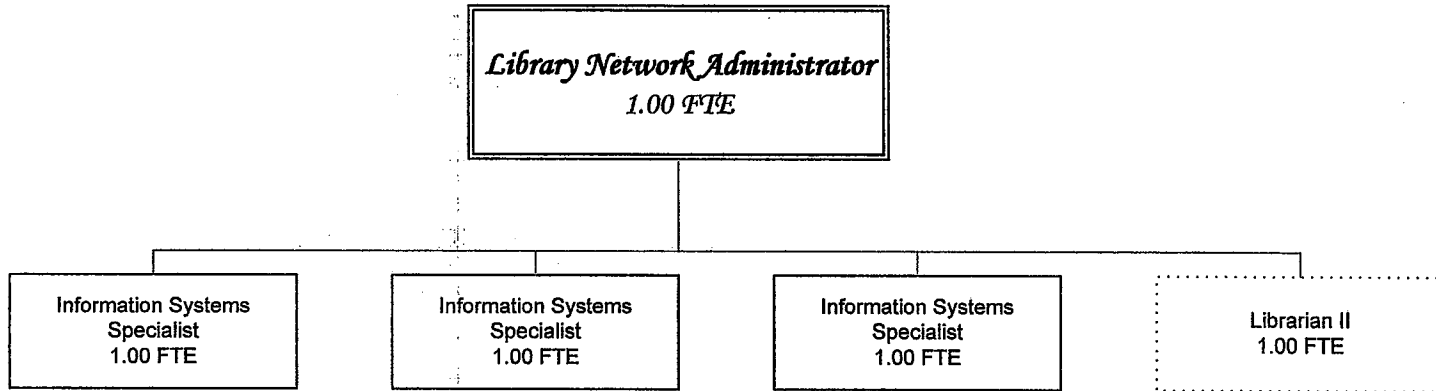 Library Network Administrator
1.00 FTE
Information Systems
Specialist
1.00 FTE
Information Systems
Specialist
1.00 FTE
Information Systems
Specialist
1.00 FTE
Librarian II
1.00 FTE